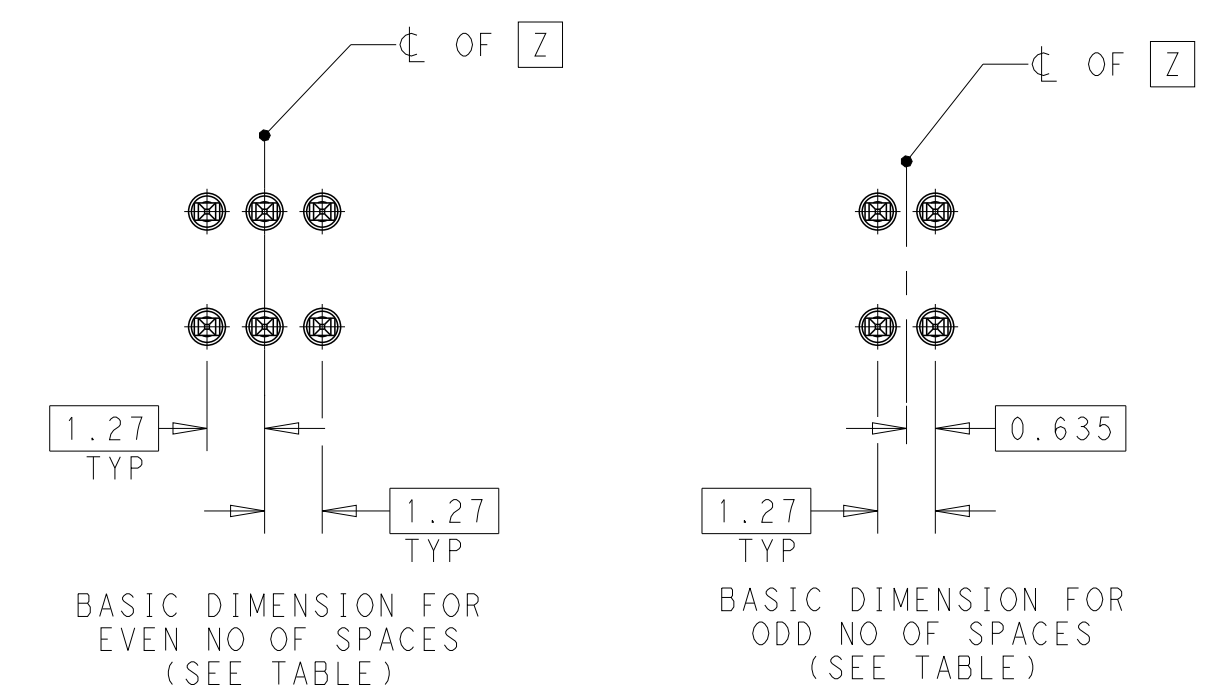 ℄ OF Z
1.27
TYP
1.27
TYP
BASIC DIMENSION FOR
EVEN NO OF SPACES
(SEE TABLE)
℄ OF Z
0.635
1.27
TYP
BASIC DIMENSION FOR
ODD NO OF SPACES
(SEE TABLE)